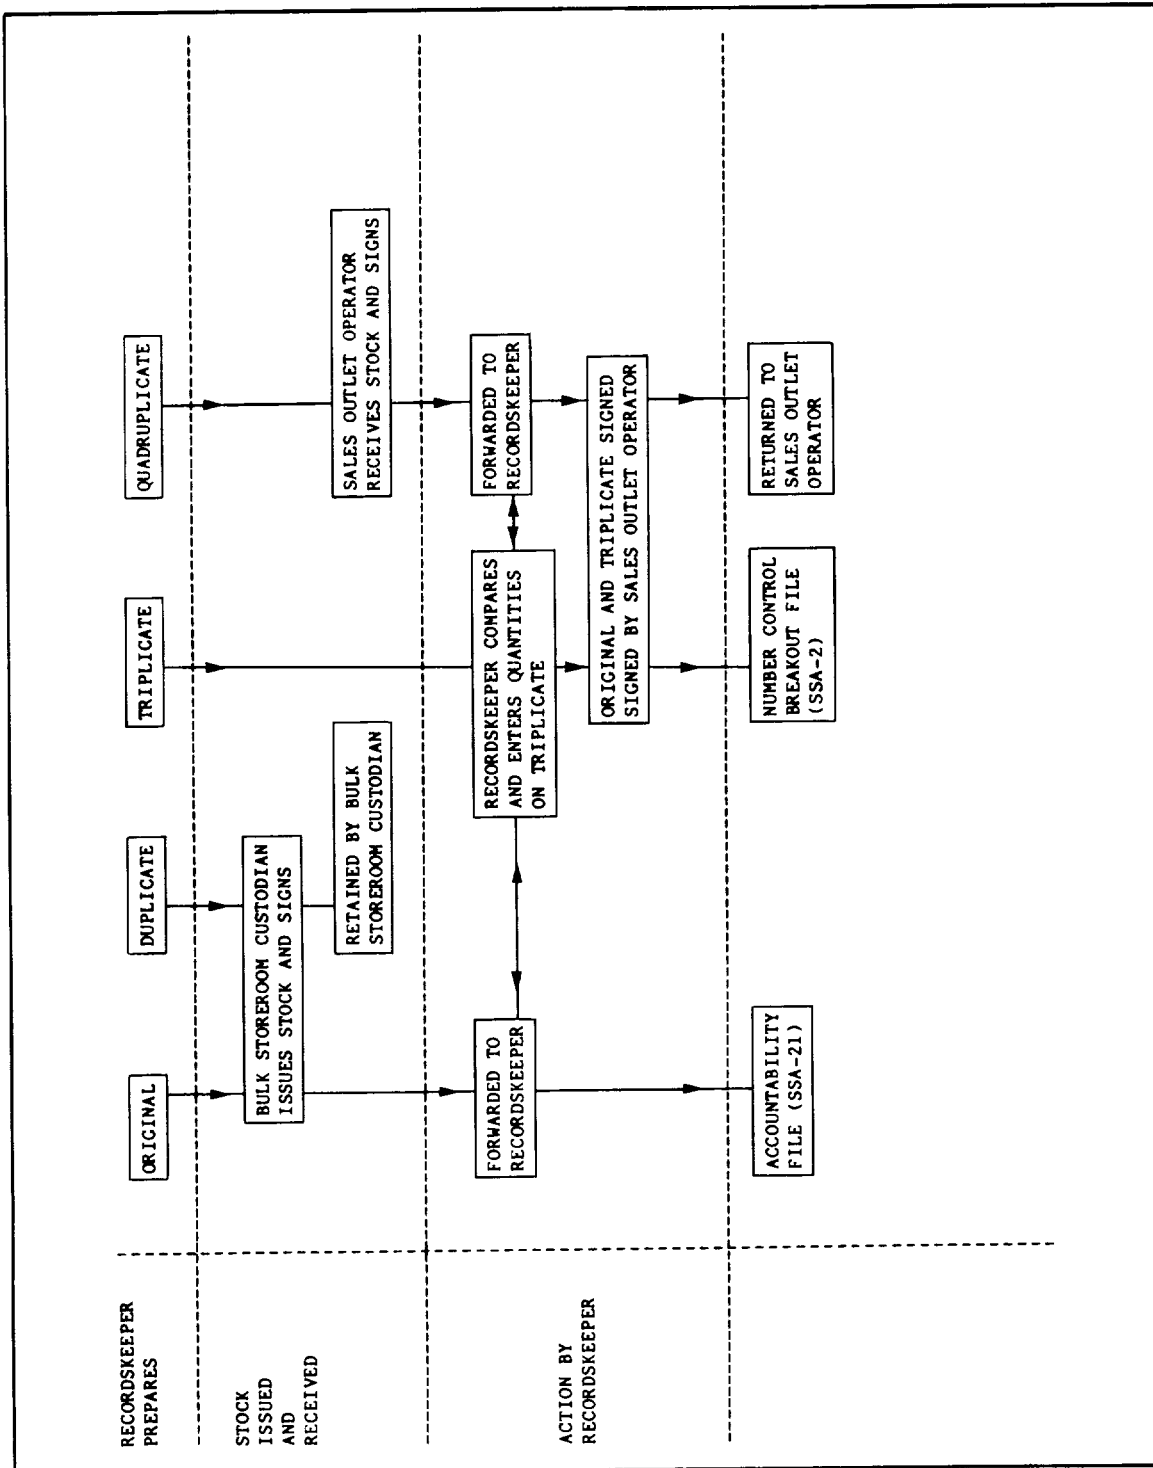 RECORDSKEEPER
PREPARES
ORIGINAL
DUPLICATE
TRIPLICATE
QUADRUPLICATE
STOCK
ISSUED
AND
RECEIVED
BULK STOREROOM CUSTODIAN
ISSUES STOCK AND SIGNS
RETAINED BY BULK
STOREROOM CUSTODIAN
SALES OUTLET OPERATOR
RECEIVES STOCK AND SIGNS
ACTION BY
RECORDSKEEPER
FORWARDED TO
RECORDSKEEPER
RECORDSKEEPER COMPARES
AND ENTERS QUANTITIES
ON TRIPLICATE
FORWARDED TO
RECORDSKEEPER
ORIGINAL AND TRIPLICATE SIGNED
SIGNED BY SALES OUTLET OPERATOR
ACCOUNTABILITY
FILE (SSA-21)
NUMBER CONTROL
BREAKOUT FILE
(SSA-2)
RETURNED TO
SALES OUTLET
OPERATOR